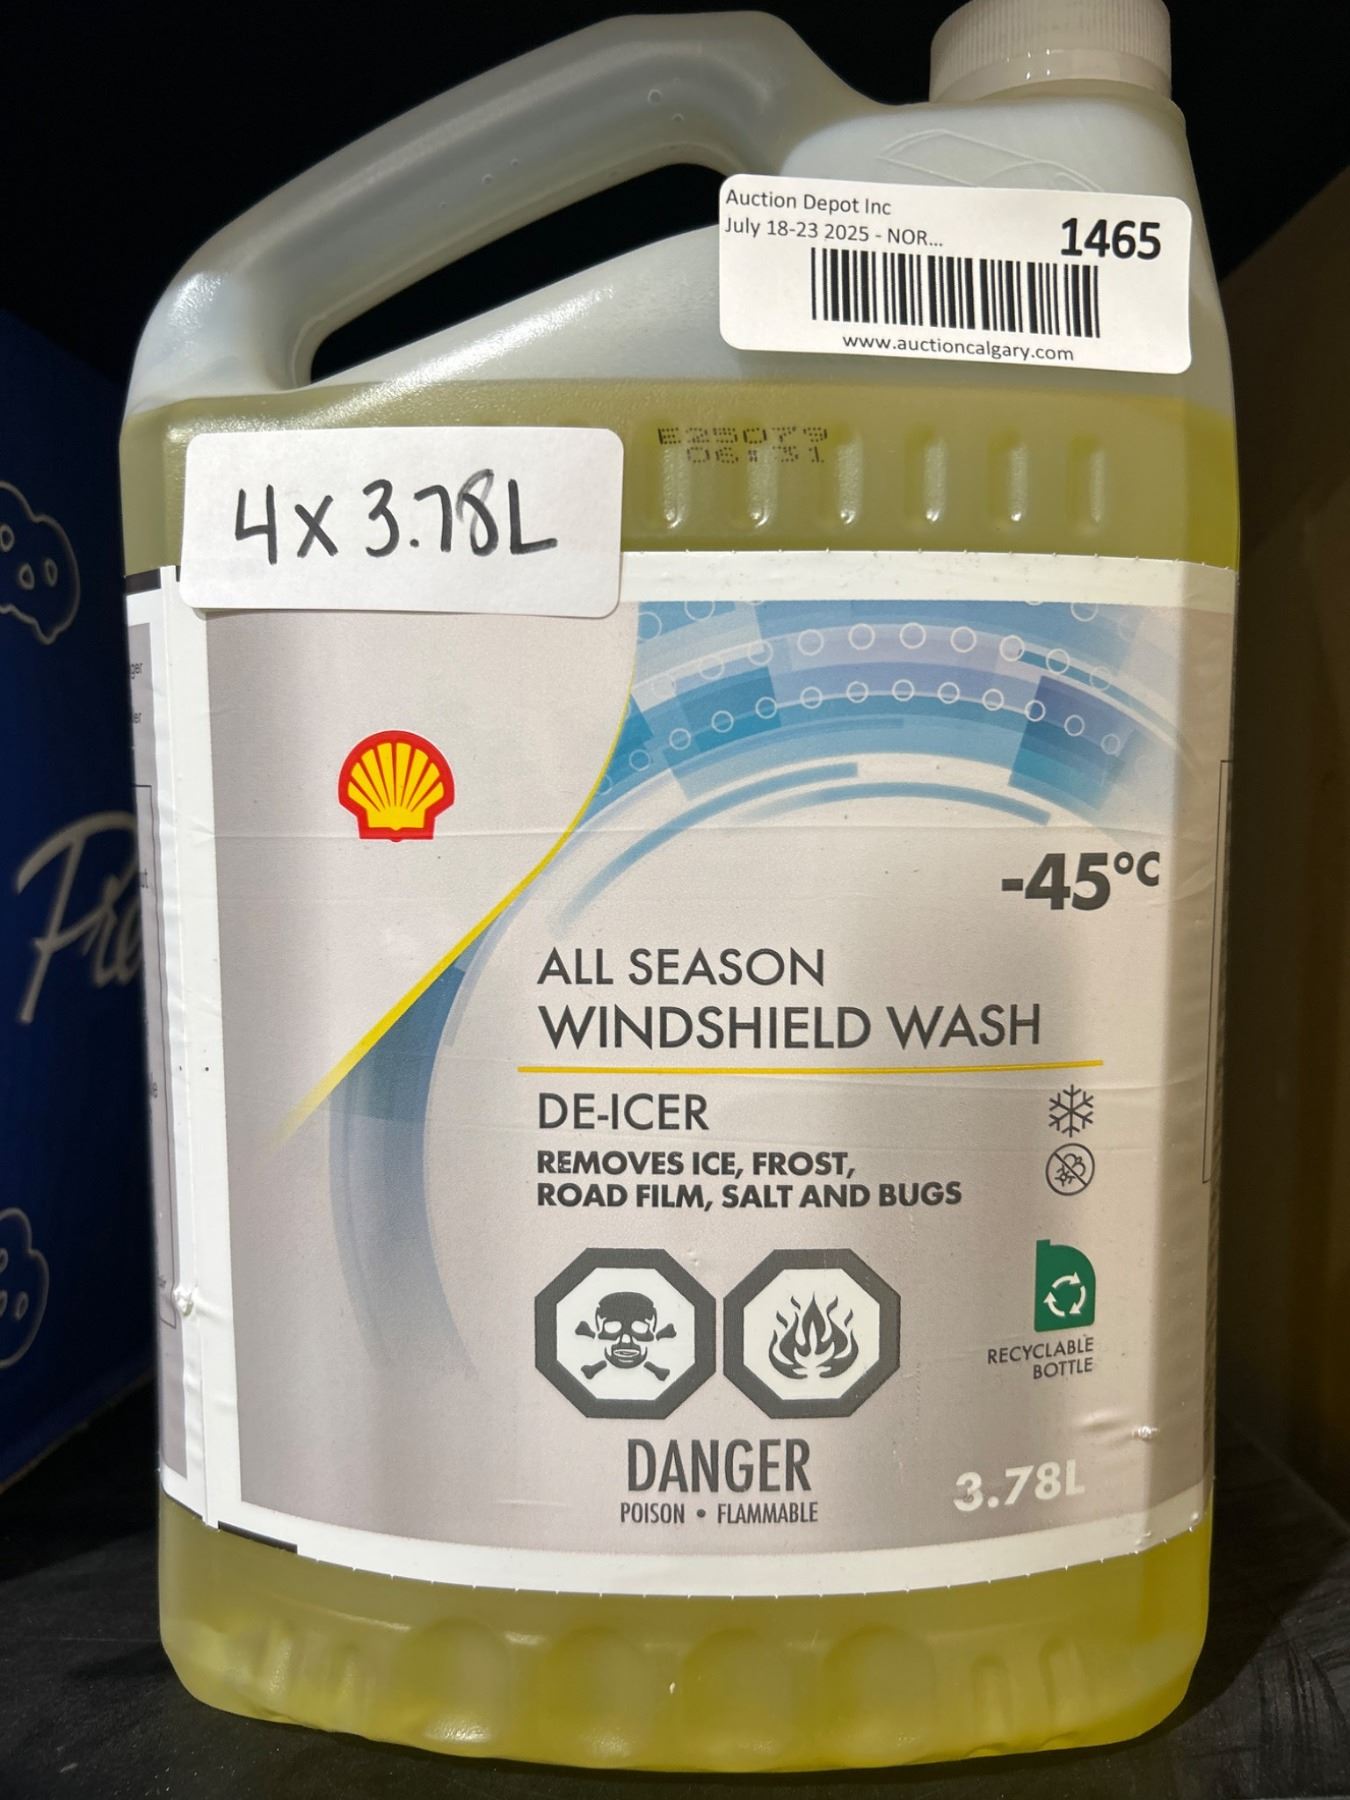 Auction Depot Inc
July 18-23 2025 - NOR...
1465
www.auctioncalgary.com
E25079
06:31
4 x 3.78L
-45°C
ALL SEASON
WINDSHIELD WASH
DE-ICER
REMOVES ICE, FROST,
ROAD FILM, SALT AND BUGS
RECYCLABLE
BOTTLE
DANGER
POISON • FLAMMABLE
3.78L